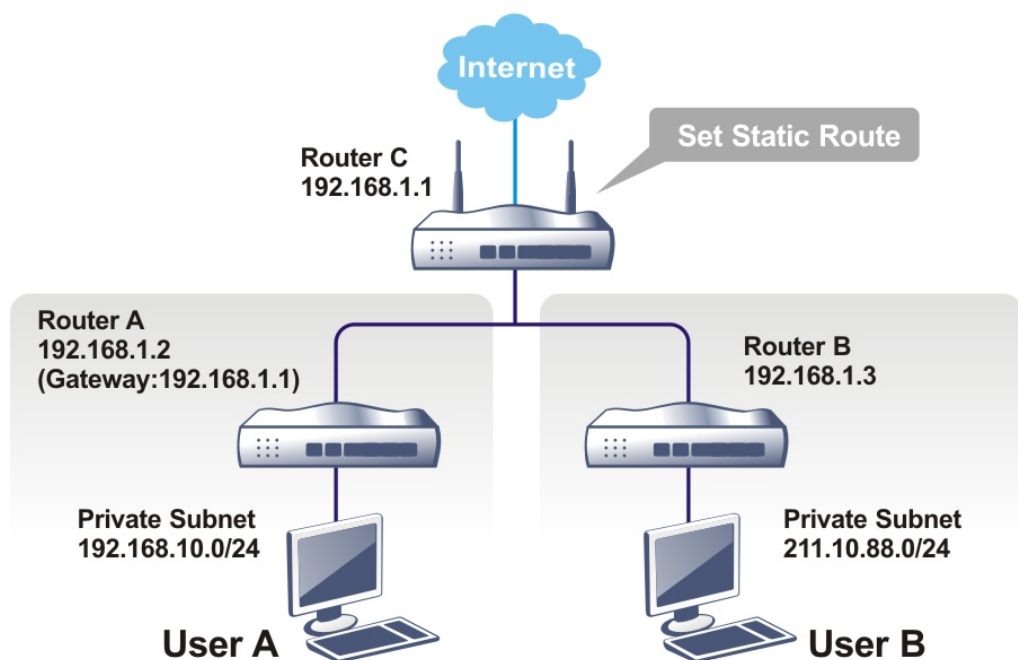 Internet
Set Static Route
Router C
192.168.1.1
Router A
192.168.1.2
(Gateway:192.168.1.1)
Router B
192.168.1.3
Private Subnet
192.168.10.0/24
Private Subnet
211.10.88.0/24
User A
User B